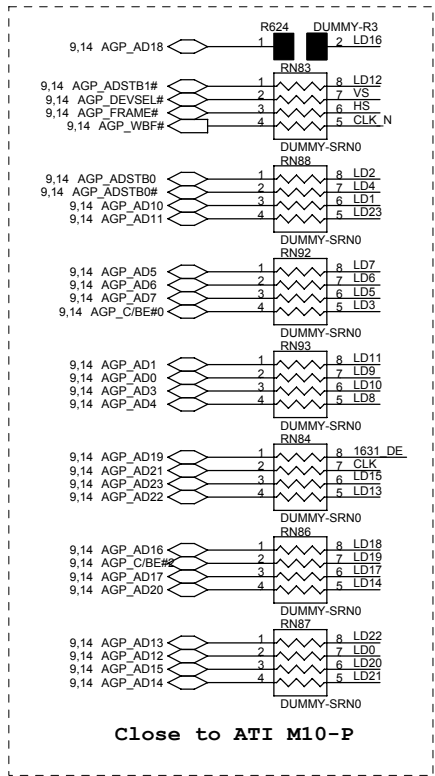 R624 DUMMY-R3
9,14 AGP_AD18 1 2 LD16
RN83
9,14 AGP_ADSTB1# 1 8 LD12
9,14 AGP_DEVSEL# 2 7 VS
9,14 AGP_FRAME# 3 6 HS
9,14 AGP_WBF# 4 5 CLK_N
DUMMY-SRN0
RN88
9,14 AGP_ADSTB0 1 8 LD2
9,14 AGP_ADSTB0# 2 7 LD4
9,14 AGP_AD10 3 6 LD1
9,14 AGP_AD11 4 5 LD23
DUMMY-SRN0
RN92
9,14 AGP_AD5 1 8 LD7
9,14 AGP_AD6 2 7 LD6
9,14 AGP_AD7 3 6 LD5
9,14 AGP_C/BE#0 4 5 LD3
DUMMY-SRN0
RN93
9,14 AGP_AD1 1 8 LD11
9,14 AGP_AD0 2 7 LD9
9,14 AGP_AD3 3 6 LD10
9,14 AGP_AD4 4 5 LD8
DUMMY-SRN0
RN84
9,14 AGP_AD19 1 8 1631_DE
9,14 AGP_AD21 2 7 CLK
9,14 AGP_AD23 3 6 LD15
9,14 AGP_AD22 4 5 LD13
DUMMY-SRN0
RN86
9,14 AGP_AD16 1 8 LD18
9,14 AGP_C/BE#2 2 7 LD19
9,14 AGP_AD17 3 6 LD17
9,14 AGP_AD20 4 5 LD14
DUMMY-SRN0
RN87
9,14 AGP_AD13 1 8 LD22
9,14 AGP_AD12 2 7 LD0
9,14 AGP_AD15 3 6 LD20
9,14 AGP_AD14 4 5 LD21
DUMMY-SRN0
Close to ATI M10-P